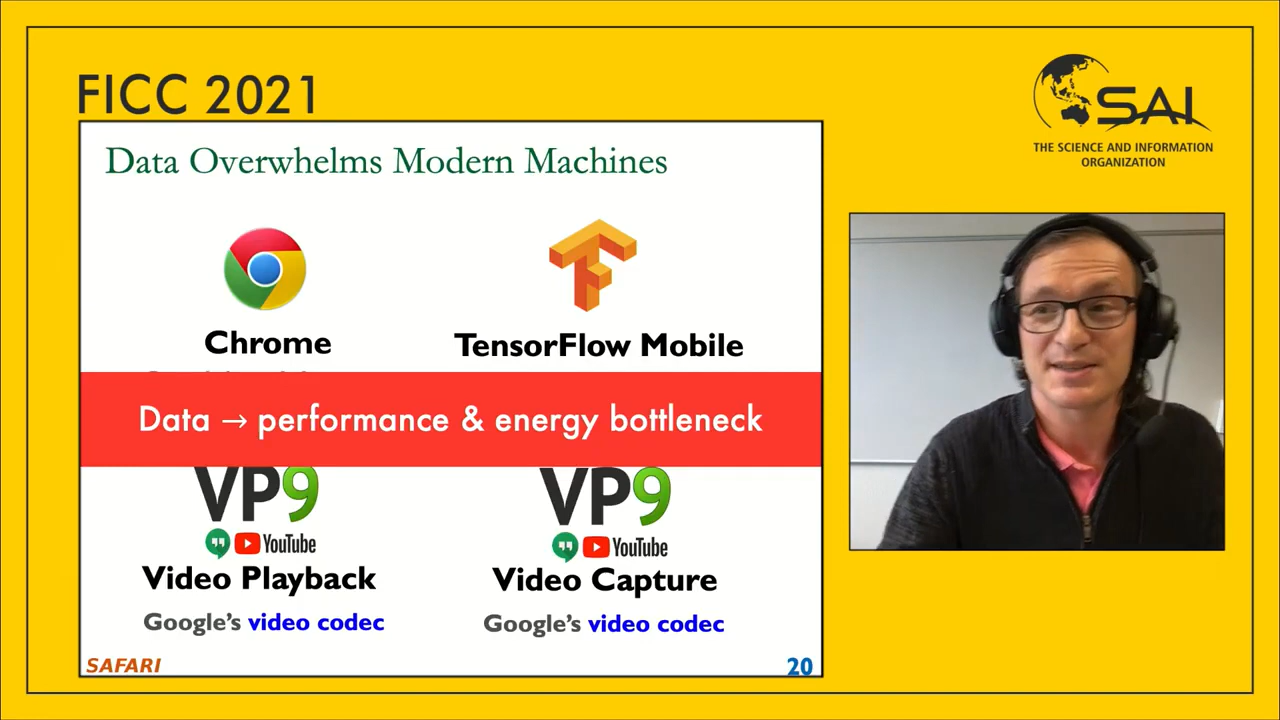 FICC 2021
SAI
THE SCIENCE AND INFORMATION
ORGANIZATION
Data Overwhelms Modern Machines
Chrome
TensorFlow Mobile
Data → performance & energy bottleneck
VP9
YouTube
Video Playback
Google's video codec
VP9
YouTube
Video Capture
Google's video codec
SAFARI
20